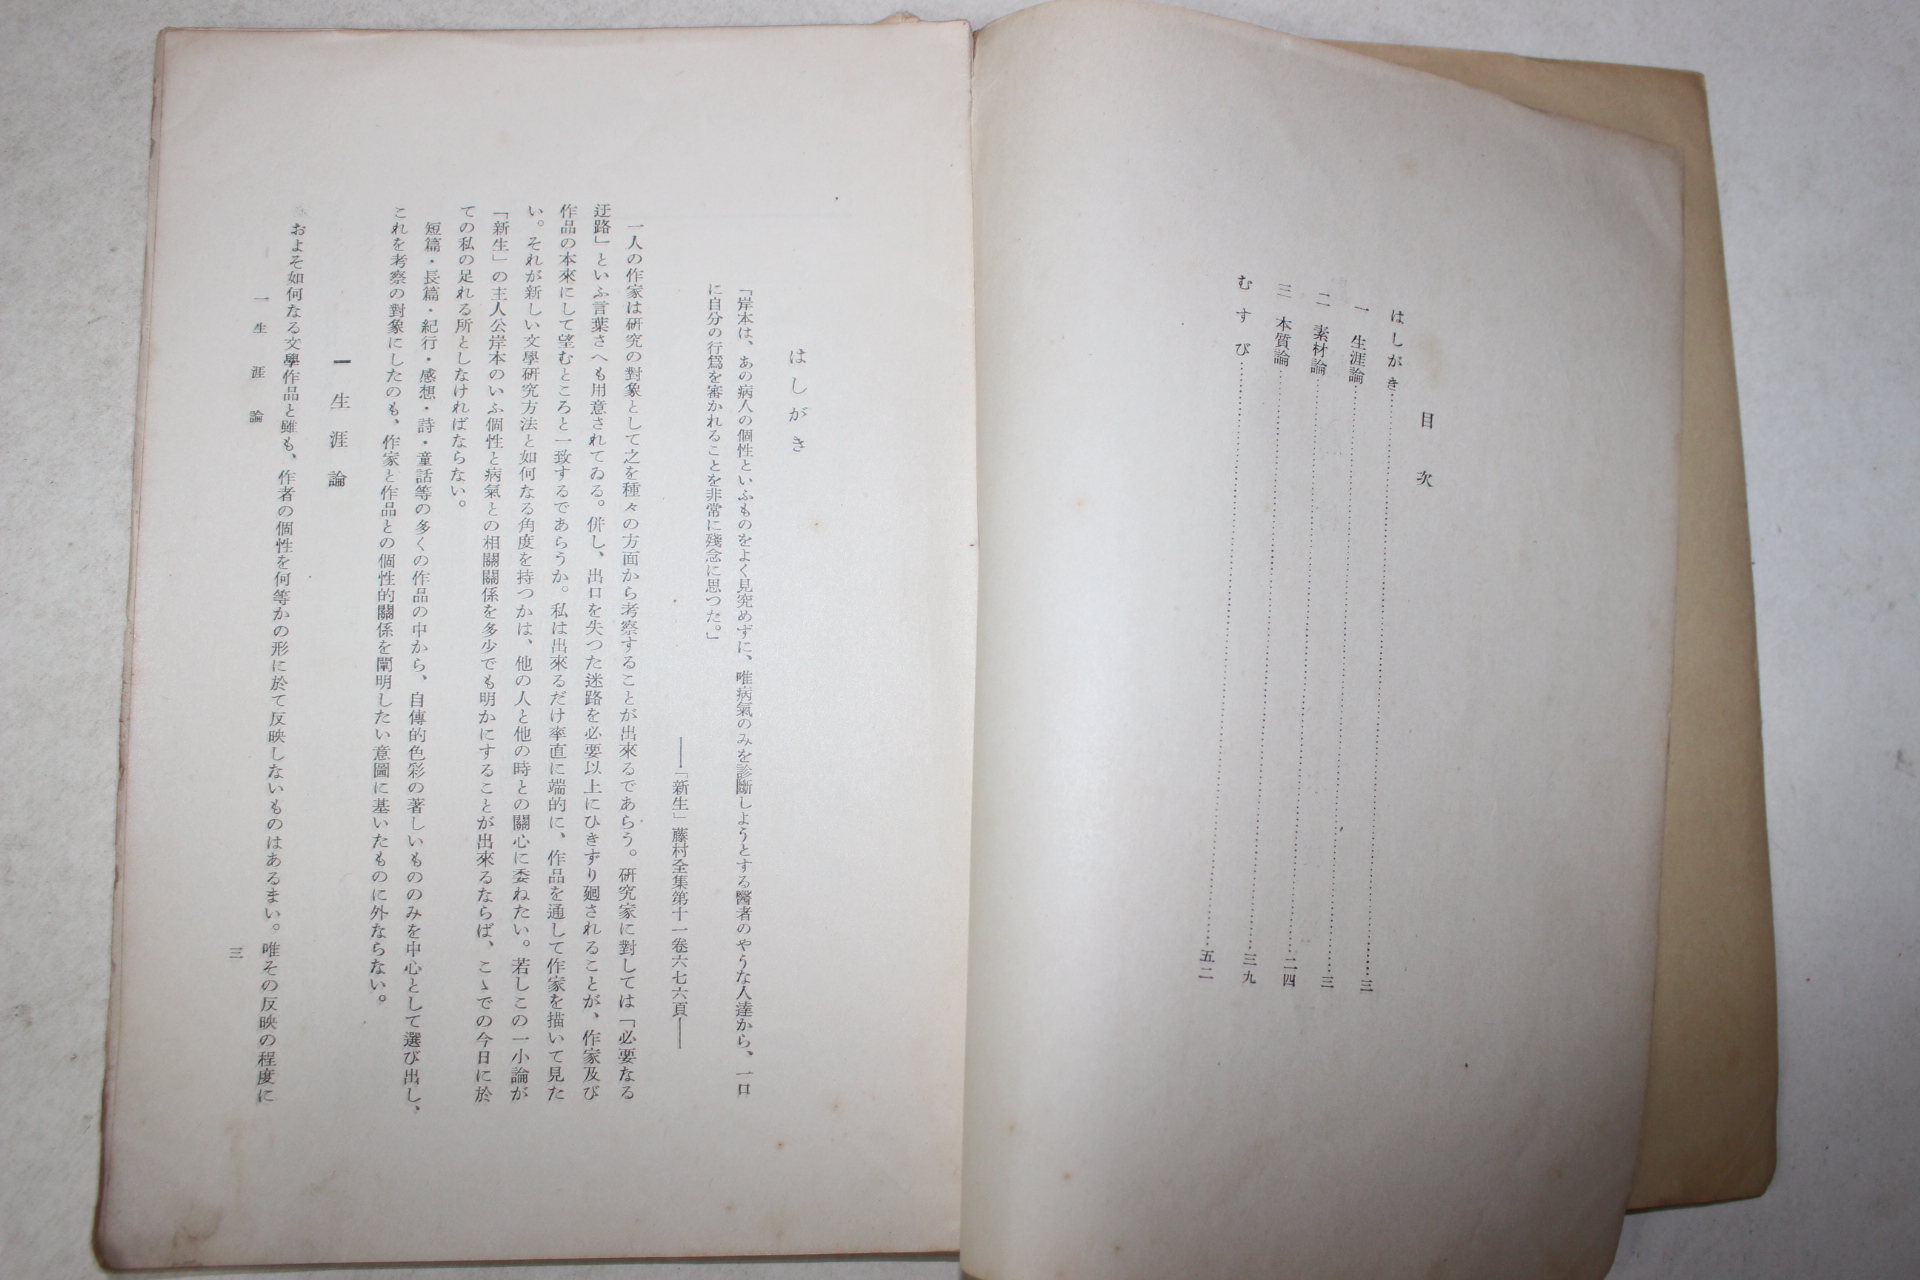 目次
はしがき……三
一 生涯論……三
二 素材論……二四
三 本質論……三九
むすび……五二
はしがき
「岸本は、あの病人の個性といふものをよく見究めずに、唯病氣のみを診斷しようとする醫者のやうな人達から、一口
に自分の行爲を審かれることを非常に殘念に思つた。」
――「新生」藤村全集第十一卷六七六頁――
一人の作家は研究の對象として之を種々の方面から考察することが出來るであらう。研究家に對しては「必要なる
迂路」といふ言葉さへも用意されてゐる。併し、出口を失つた迷路を必要以上にひきずり廻されることが、作家及び
作品の本來にして望むところと一致するであらうか。私は出來るだけ率直に端的に、作品を通して作家を描いて見た
い。それが新しい文學研究方法と如何なる角度を持つかは、他の人と他の時との關心に委ねたい。若しこの一小論が
「新生」の主人公岸本のいふ個性と病氣との相關關係を多少でも明かにすることが出來るならば、こゝでの今日に於
ての私の足れる所としなければならない。
短篇・長篇・紀行・感想・詩・童話等の多くの作品の中から、自傳的色彩の著しいもののみを中心として選び出し、
これを考察の對象にしたのも、作家と作品との個性的關係を闡明したい意圖に基いたものに外ならない。
一 生涯論
およそ如何なる文學作品と雖も、作者の個性を何等かの形に於て反映しないものはあるまい。唯その反映の程度に
一 生涯論
三